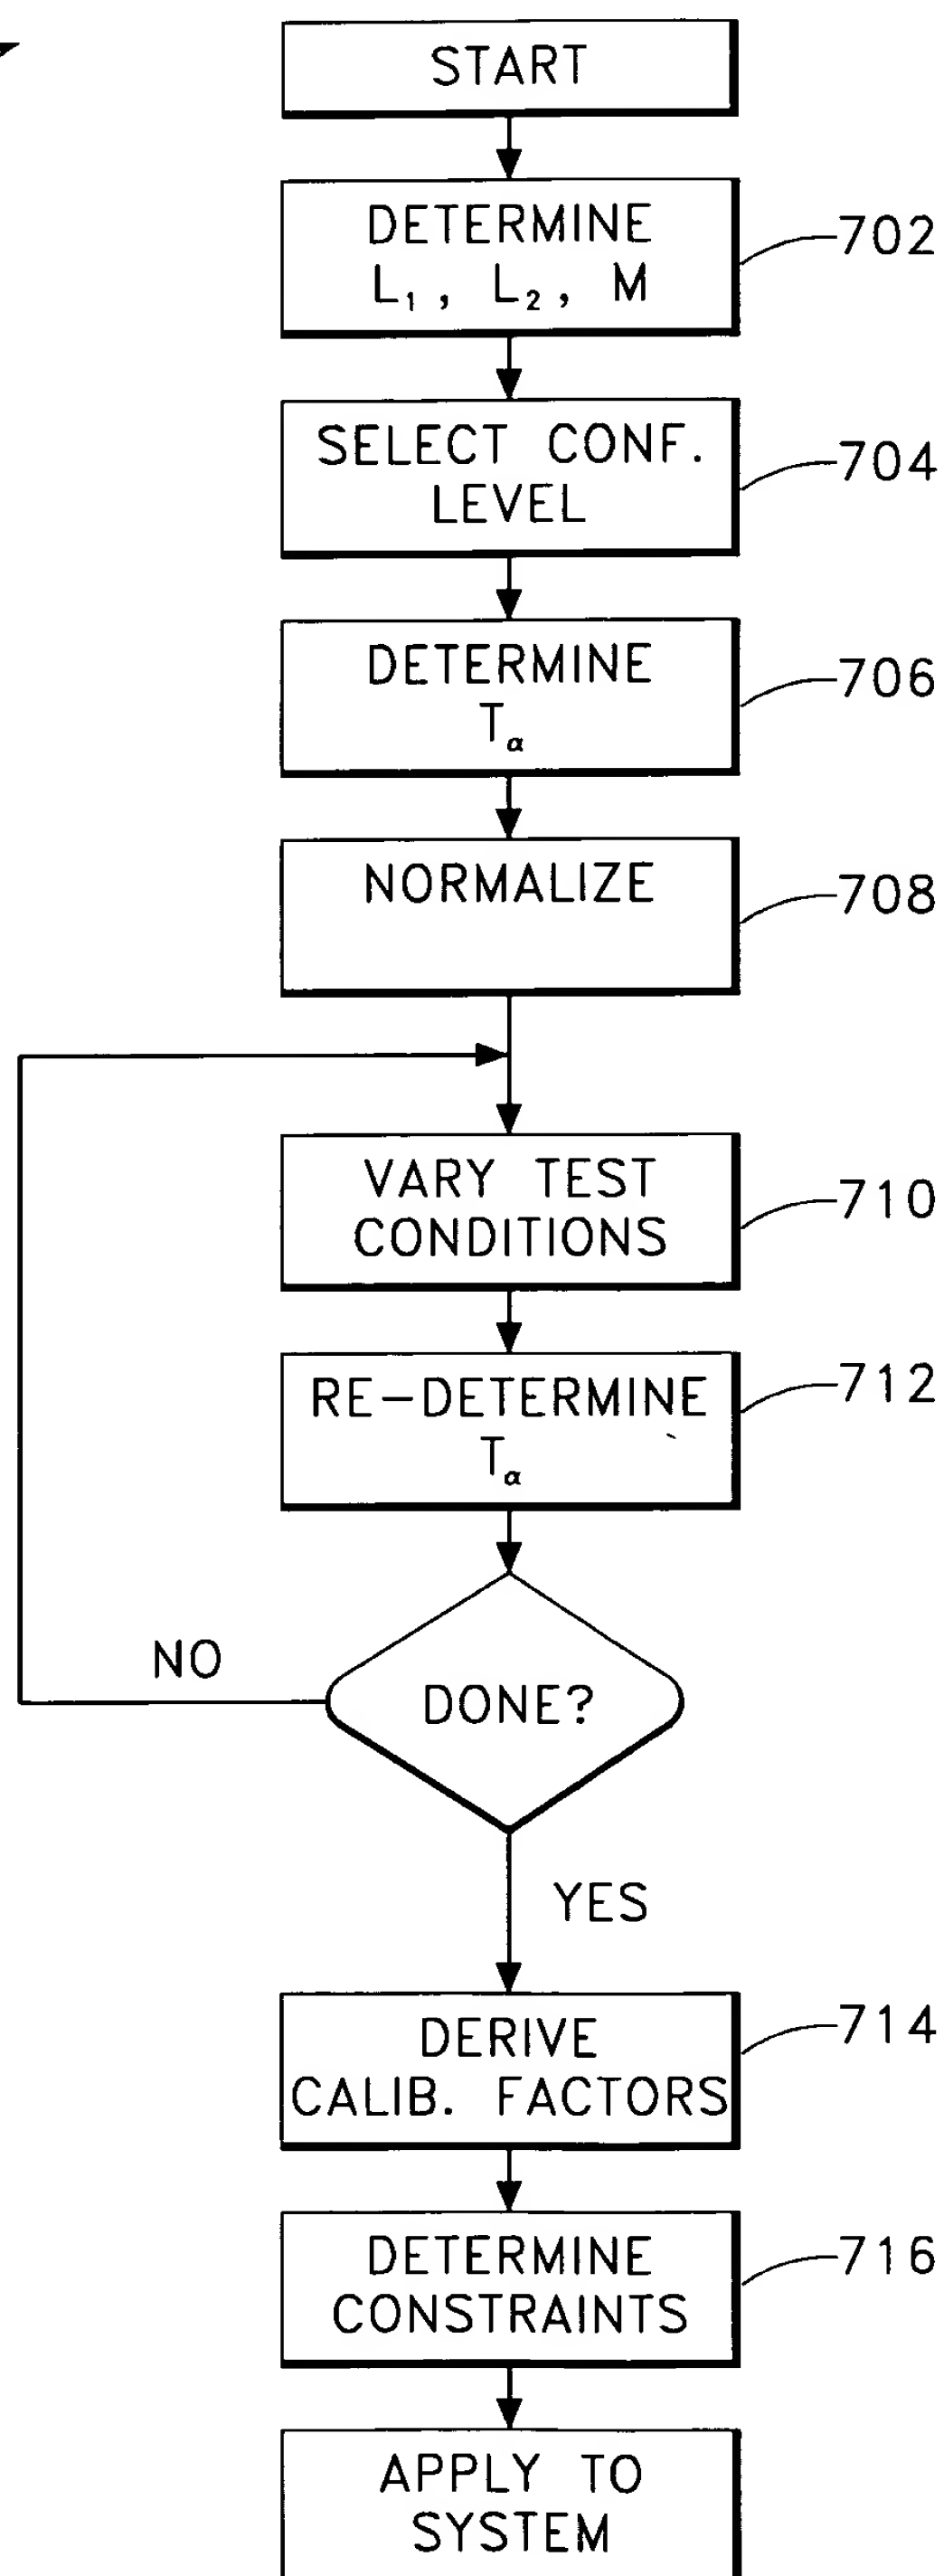 START
DETERMINE
L₁ , L₂ , M
702
SELECT CONF.
LEVEL
704
DETERMINE
Tα
706
NORMALIZE
708
VARY TEST
CONDITIONS
710
RE-DETERMINE
Tα
712
DONE?
NO
YES
DERIVE
CALIB. FACTORS
714
DETERMINE
CONSTRAINTS
716
APPLY TO
SYSTEM